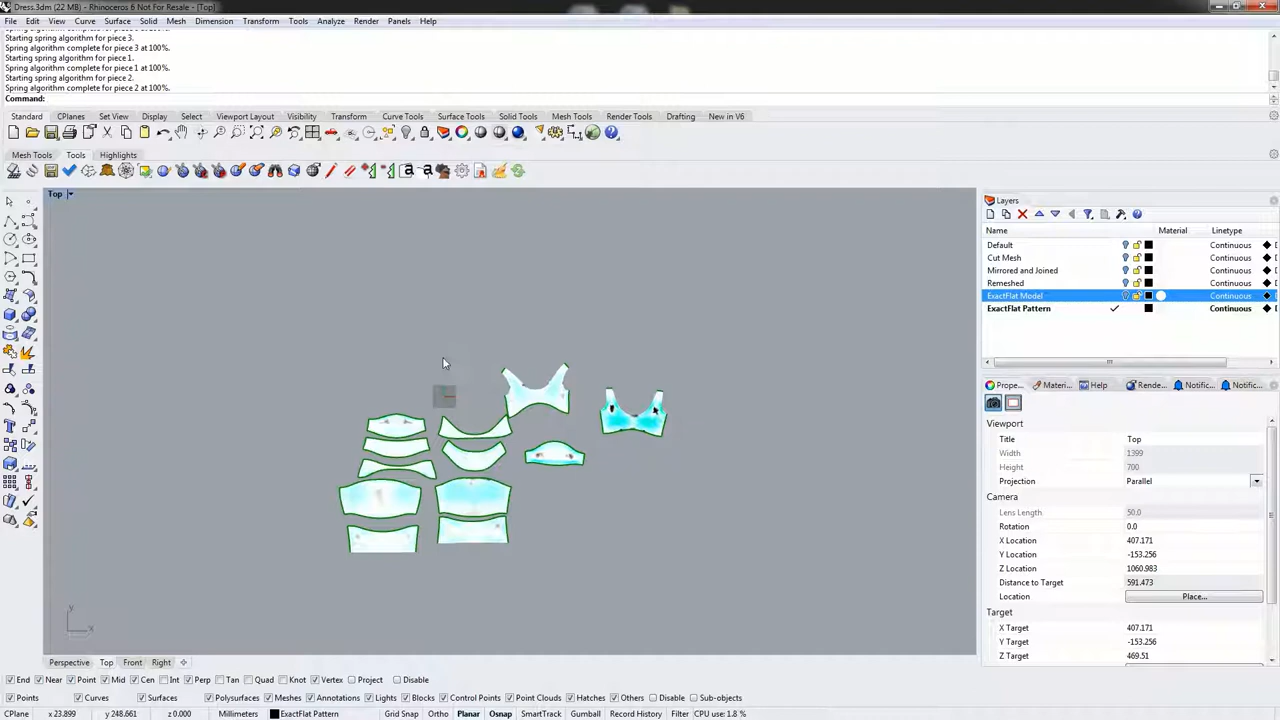 Dress.3dm (22 MB) - Rhinoceros 6 Not For Resale - [Top]
File Edit View Curve Surface Solid Mesh Dimension Transform Tools Analyze Render Panels Help
Starting spring algorithm for piece 3.
Spring algorithm complete for piece 3 at 100%.
Starting spring algorithm for piece 1.
Spring algorithm complete for piece 1 at 100%.
Starting spring algorithm for piece 2.
Spring algorithm complete for piece 2 at 100%.
Command:
Standard CPlanes Set View Display Select Viewport Layout Visibility Transform Curve Tools Surface Tools Solid Tools Mesh Tools Render Tools Drafting New in V6
Mesh Tools Tools Highlights
Top
Layers
Name Material Linetype
Default Continuous
Cut Mesh Continuous
Mirrored and Joined Continuous
Remeshed Continuous
ExactFlat Model Continuous
ExactFlat Pattern Continuous
Prope... Materi... Help Rende... Notific... Notific...
Viewport
Title Top
Width 1399
Height 700
Projection Parallel
Camera
Lens Length 50.0
Rotation 0.0
X Location 407.171
Y Location -153.256
Z Location 1060.983
Distance to Target 591.473
Location Place...
Target
X Target 407.171
Y Target -153.256
Z Target 469.51
y
x
Perspective Top Front Right
End Near Point Mid Cen Int Perp Tan Quad Knot Vertex Project Disable
Points Curves Surfaces Polysurfaces Meshes Annotations Lights Blocks Control Points Point Clouds Hatches Others Disable Sub-objects
CPlane x 23.899 y 248.661 z 0.000 Millimeters ExactFlat Pattern Grid Snap Ortho Planar Osnap SmartTrack Gumball Record History Filter CPU use: 1.8 %